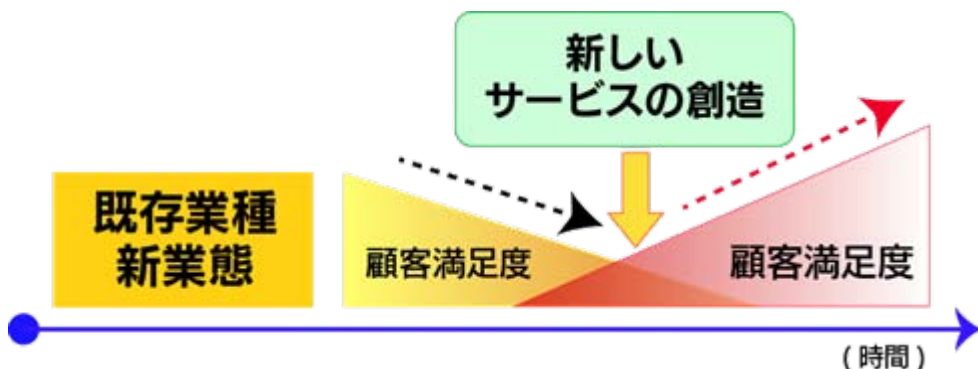 新しい
サービスの創造
既存業種
新業態
顧客満足度
顧客満足度
(時間)